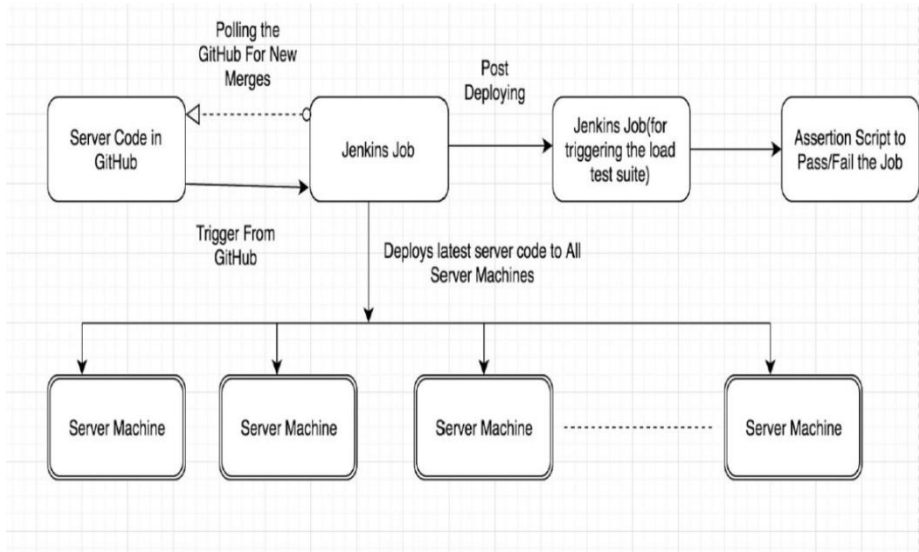 Polling the
GitHub For New
Merges
Post
Deploying
Server Code in
GitHub
Jenkins Job
Jenkins Job(for
triggering the load
test suite)
Assertion Script to
Pass/Fail the Job
Trigger From
GitHub
Deploys latest server code to All
Server Machines
Server Machine
Server Machine
Server Machine
Server Machine